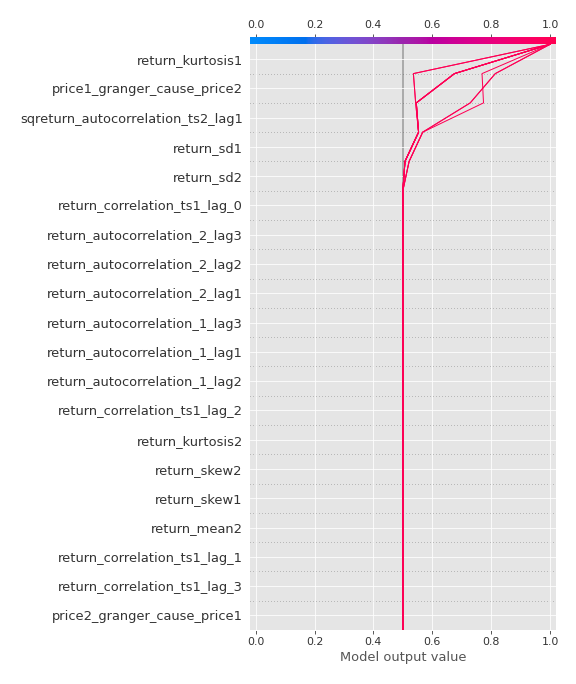 0.0 0.2 0.4 0.6 0.8 1.0
return_kurtosis1
price1_granger_cause_price2
sqreturn_autocorrelation_ts2_lag1
return_sd1
return_sd2
return_correlation_ts1_lag_0
return_autocorrelation_2_lag3
return_autocorrelation_2_lag2
return_autocorrelation_2_lag1
return_autocorrelation_1_lag3
return_autocorrelation_1_lag1
return_autocorrelation_1_lag2
return_correlation_ts1_lag_2
return_kurtosis2
return_skew2
return_skew1
return_mean2
return_correlation_ts1_lag_1
return_correlation_ts1_lag_3
price2_granger_cause_price1
0.0 0.2 0.4 0.6 0.8 1.0
Model output value